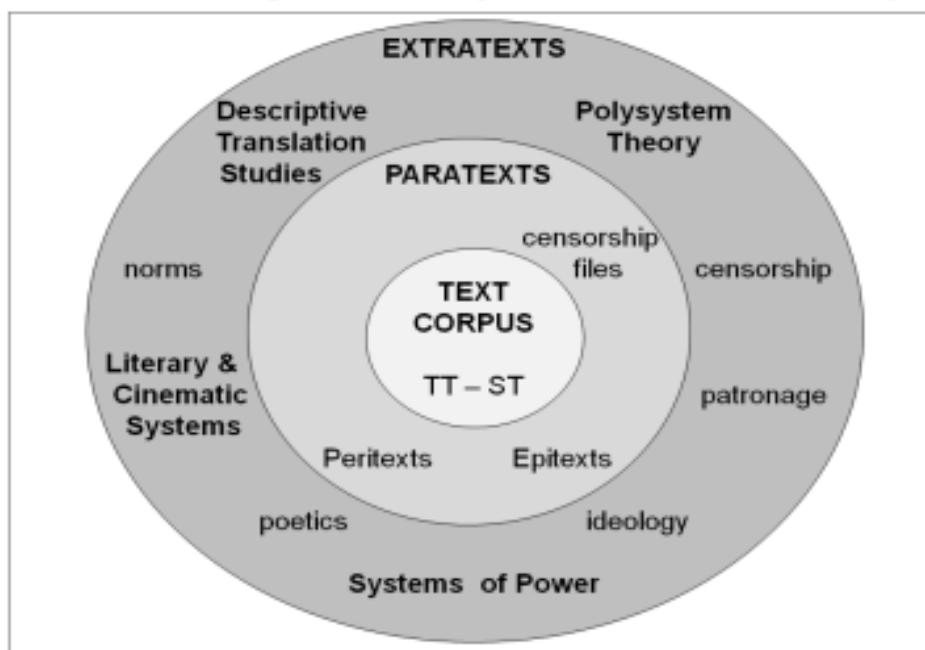 EXTRATEXTS
Descriptive
Translation
Studies
Polysystem
Theory
PARATEXTS
censorship
files
norms
censorship
TEXT
CORPUS
TT – ST
Literary &
Cinematic
Systems
patronage
Peritexts
Epitexts
poetics
ideology
Systems of Power